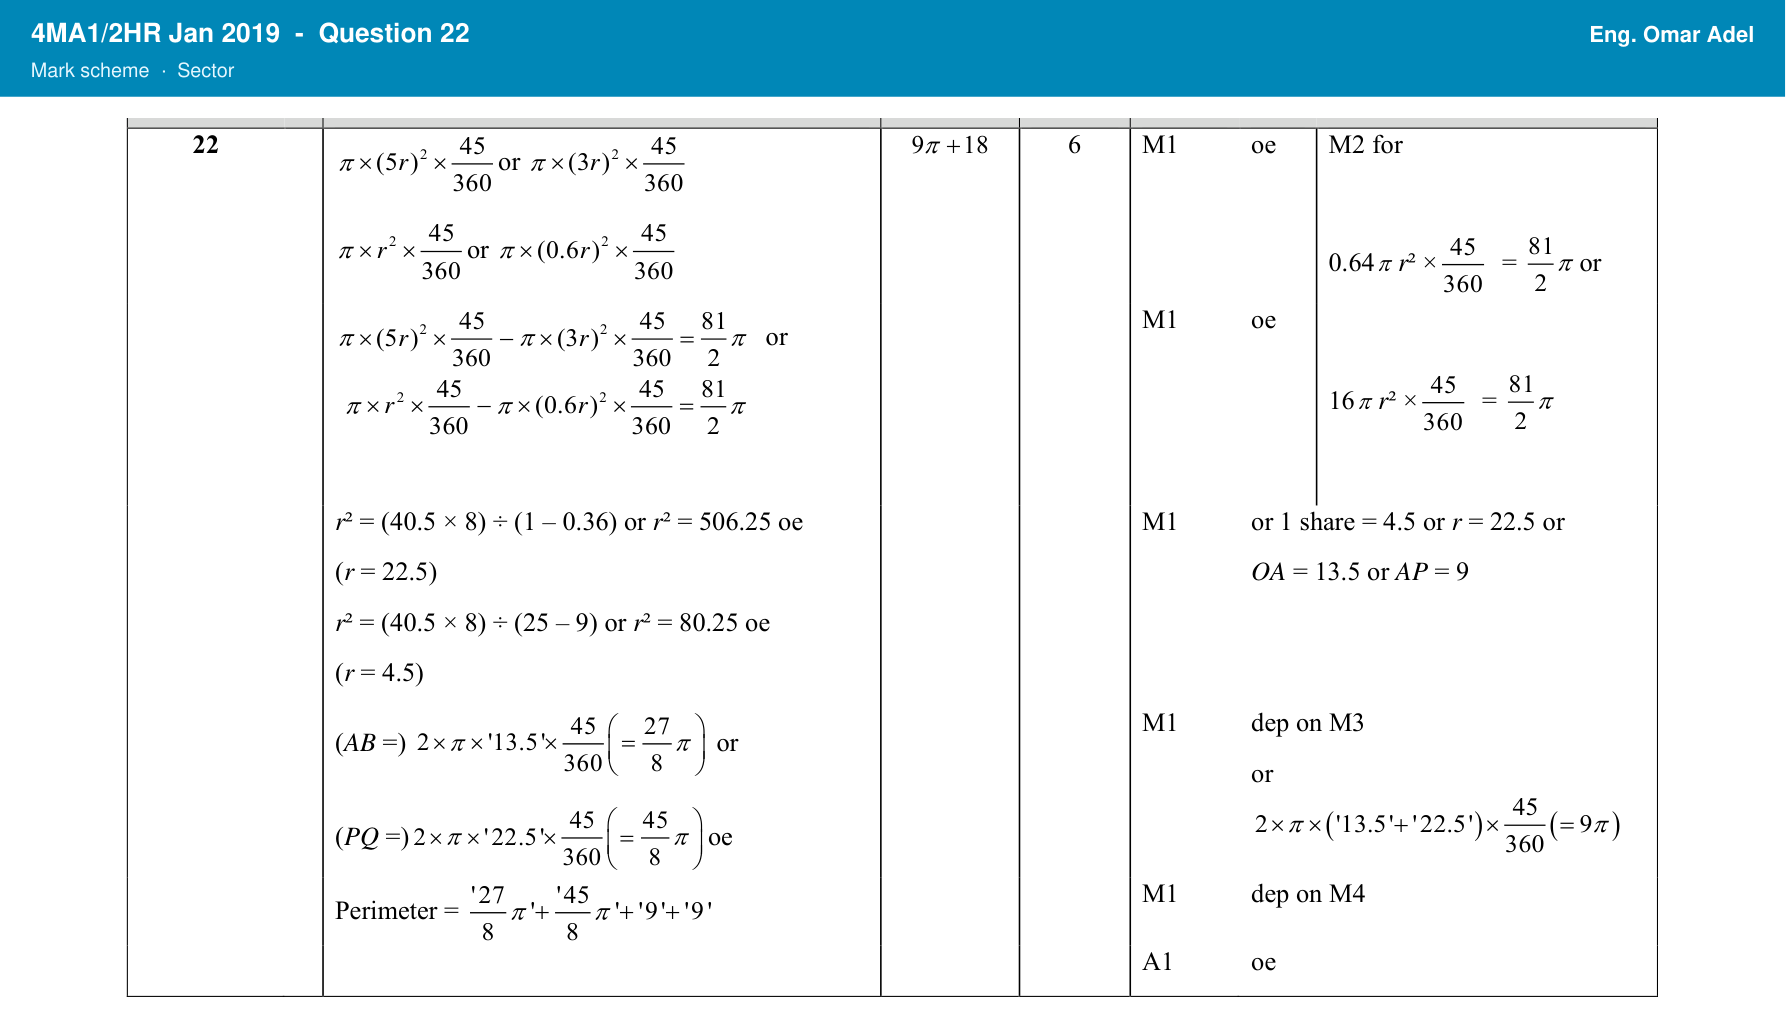 4MA1/2HR Jan 2019 - Question 22
Eng. Omar Adel
Mark scheme · Sector
22
π × (5r)² × 45/360 or π × (3r)² × 45/360
9π + 18
6
M1 oe
M2 for
π × r² × 45/360 or π × (0.6r)² × 45/360
0.64π r² × 45/360 = 81/2 π or
M1 oe
π × (5r)² × 45/360 − π × (3r)² × 45/360 = 81/2 π or
π × r² × 45/360 − π × (0.6r)² × 45/360 = 81/2 π
16π r² × 45/360 = 81/2 π
r² = (40.5 × 8) ÷ (1 – 0.36) or r² = 506.25 oe
M1 or 1 share = 4.5 or r = 22.5 or
(r = 22.5)
OA = 13.5 or AP = 9
r² = (40.5 × 8) ÷ (25 – 9) or r² = 80.25 oe
(r = 4.5)
(AB =) 2 × π × '13.5' × 45/360 (= 27/8 π) or
M1 dep on M3
or
(PQ =) 2 × π × '22.5' × 45/360 (= 45/8 π) oe
2 × π × ('13.5' + '22.5') × 45/360 (= 9π)
Perimeter = '27/8 π' + '45/8 π' + '9' + '9'
M1 dep on M4
A1 oe